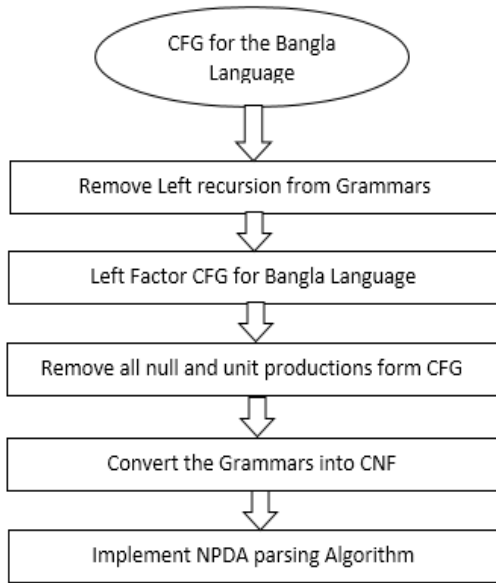 CFG for the Bangla
Language
Remove Left recursion from Grammars
Left Factor CFG for Bangla Language
Remove all null and unit productions form CFG
Convert the Grammars into CNF
Implement NPDA parsing Algorithm